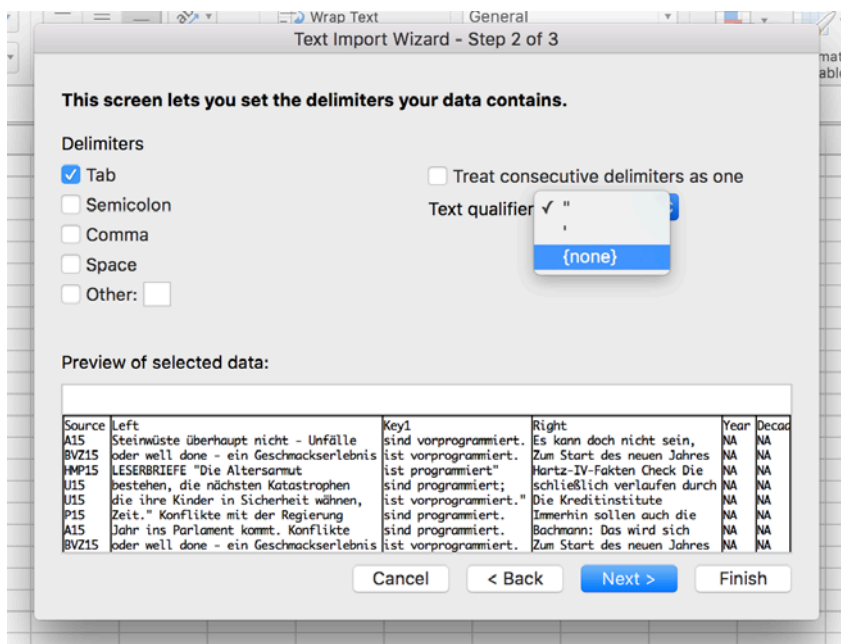 Wrap Text
General
Text Import Wizard - Step 2 of 3
This screen lets you set the delimiters your data contains.
Delimiters
Tab
Semicolon
Comma
Space
Other:
Treat consecutive delimiters as one
Text qualifier
"
'
{none}
Preview of selected data:
Source Left Key1 Right Year Decad
A15 Steinwüste überhaupt nicht - Unfälle sind vorprogrammiert. Es kann doch nicht sein, NA NA
BVZ15 oder well done - ein Geschmackserlebnis ist vorprogrammiert. Zum Start des neuen Jahres NA NA
HMP15 LESERBRIEFE "Die Altersarmut ist programmiert" Hartz-IV-Fakten Check Die NA NA
U15 bestehen, die nächsten Katastrophen sind programmiert; schließlich verlaufen durch NA NA
U15 die ihre Kinder in Sicherheit wähnen, ist vorprogrammiert." Die Kreditinstitute NA NA
P15 Zeit." Konflikte mit der Regierung sind programmiert. Immerhin sollen auch die NA NA
A15 Jahr ins Parlament kommt. Konflikte sind programmiert. Bachmann: Das wird sich NA NA
BVZ15 oder well done - ein Geschmackserlebnis ist vorprogrammiert. Zum Start des neuen Jahres NA NA
Cancel
< Back
Next >
Finish